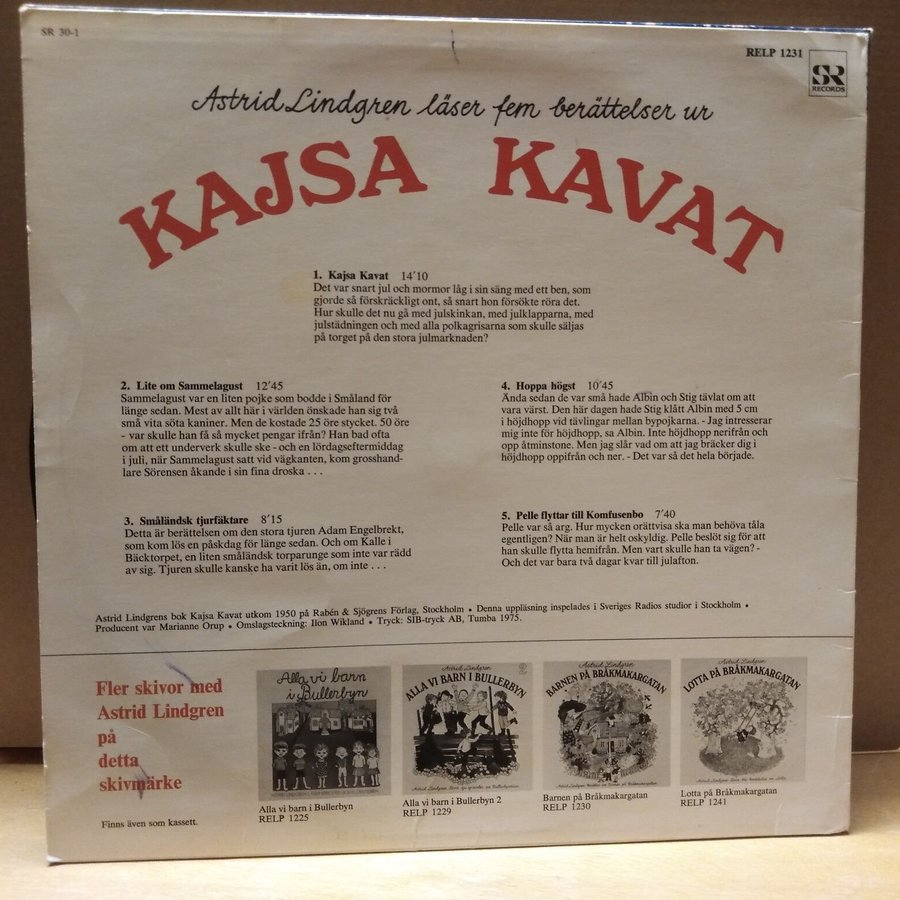 SR 30-1
RELP 1231
SR
RECORDS
Astrid Lindgren läser fem berättelser ur
KAJSA KAVAT
1. Kajsa Kavat 14'10
Det var snart jul och mormor låg i sin säng med ett ben, som
gjorde så förskräckligt ont, så snart hon försökte röra det.
Hur skulle det nu gå med julskinkan, med julklapparna, med
julstädningen och med alla polkagrisarna som skulle säljas
på torget på den stora julmarknaden?
2. Lite om Sammelagust 12'45
Sammelagust var en liten pojke som bodde i Småland för
länge sedan. Mest av allt här i världen önskade han sig två
små vita söta kaniner. Men de kostade 25 öre stycket. 50 öre
- var skulle han få så mycket pengar ifrån? Han bad ofta
om att ett underverk skulle ske - och en lördagseftermiddag
i juli, när Sammelagust satt vid vägkanten, kom grosshand-
lare Sörensen åkande i sin fina droska . . .
3. Småländsk tjurfäktare 8'15
Detta är berättelsen om den stora tjuren Adam Engelbrekt,
som kom lös en påskdag för länge sedan. Och om Kalle i
Bäcktorpet, en liten småländsk torparunge som inte var rädd
av sig. Tjuren skulle kanske ha varit lös än, om inte . . .
4. Hoppa högst 10'45
Ända sedan de var små hade Albin och Stig tävlat om att
vara värst. Den här dagen hade Stig klått Albin med 5 cm
i höjdhopp vid tävlingar mellan bypojkarna. - Jag intresserar
mig inte för höjdhopp, sa Albin. Inte höjdhopp nerifrån och
opp åtminstone. Men jag slår vad om att jag bräcker dig i
höjdhopp oppifrån och ner. - Det var så det hela började.
5. Pelle flyttar till Komfusenbo 7'40
Pelle var så arg. Hur mycken orättvisa ska man behöva tåla
egentligen? När man är helt oskyldig. Pelle beslöt sig för att
han skulle flytta hemifrån. Men vart skulle han ta vägen? -
Och det var bara två dagar kvar till julafton.
Astrid Lindgrens bok Kajsa Kavat utkom 1950 på Rabén & Sjögrens Förlag, Stockholm • Denna uppläsning inspelades i Sveriges Radios studior i Stockholm •
Producent var Marianne Orup • Omslagsteckning: Ilon Wikland • Tryck: SIB-tryck AB, Tumba 1975.
Fler skivor med
Astrid Lindgren
på
detta
skivmärke
Finns även som kassett.
Alla vi barn
i Bullerbyn
Alla vi barn i Bullerbyn
RELP 1225
Astrid Lindgren
ALLA VI BARN I BULLERBYN
Alla vi barn i Bullerbyn 2
RELP 1229
Astrid Lindgren
BARNEN PÅ BRÅKMAKARGATAN
Barnen på Bråkmakargatan
RELP 1230
Astrid Lindgren
LOTTA PÅ BRÅKMAKARGATAN
Lotta på Bråkmakargatan
RELP 1241